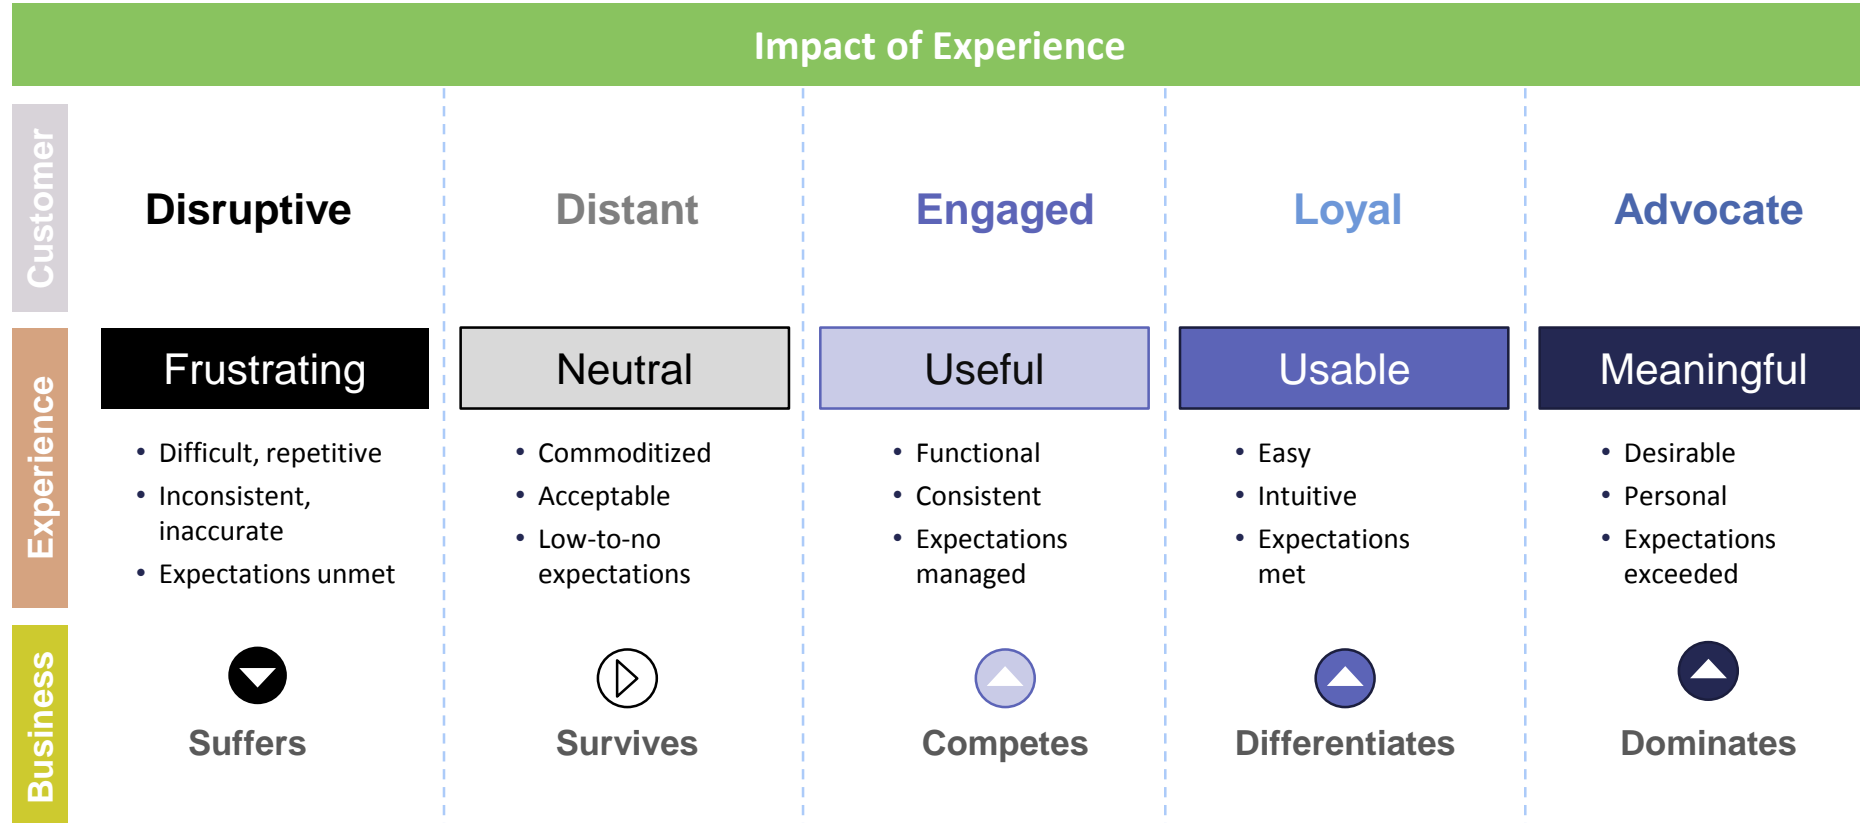 Impact of Experience
Customer
Disruptive
Distant
Engaged
Loyal
Advocate
Experience
Frustrating
Neutral
Useful
Usable
Meaningful
• Difficult, repetitive
• Inconsistent,
inaccurate
• Expectations unmet
• Commoditized
• Acceptable
• Low-to-no
expectations
• Functional
• Consistent
• Expectations
managed
• Easy
• Intuitive
• Expectations
met
• Desirable
• Personal
• Expectations
exceeded
Business
Suffers
Survives
Competes
Differentiates
Dominates